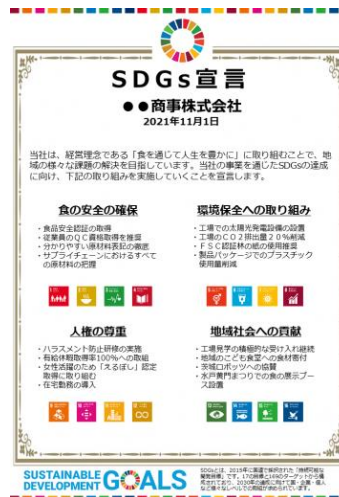 SDGs宣言
●●商事株式会社
2021年11月1日
当社は、経営理念である「食を通じて人生を豊かに」に取り組むことで、地
域の様々な課題の解決を目指しています。当社の事業を通じたSDGsの達成
に向け、下記の取り組みを実施していくことを宣言します。
食の安全の確保
・食品安全認証の取得
・従業員のQC資格取得を推奨
・分かりやすい原材料表記の徹底
・サプライチェーンにおけるすべて
の原材料の把握
環境保全への取り組み
・工場での太陽光発電設備の設置
・工場のCO2排出量20%削減
・FSC認証林の紙の使用推奨
・製品パッケージでのプラスチック
使用量削減
人権の尊重
・ハラスメント防止研修の実施
・有給休暇取得率100%への取組
・女性活躍のため「えるぼし」認定
取得に取り組む
・在宅勤務の導入
地域社会への貢献
・工場見学の積極的な受け入れ継続
・地域のこども食堂への食材寄付
・茨城ロボッツへの協賛
・水戸黄門まつりでの食の展示ブー
ス設置
SUSTAINABLE
DEVELOPMENT GOALS